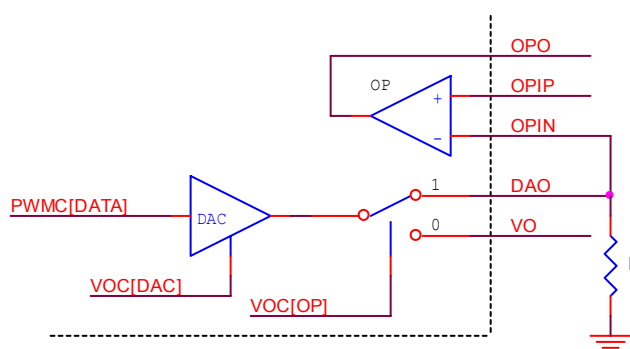 OPO
OP
OPIP
+
OPIN
-
1
DAO
PWMC[DATA]
DAC
0
VO
VOC[DAC]
VOC[OP]